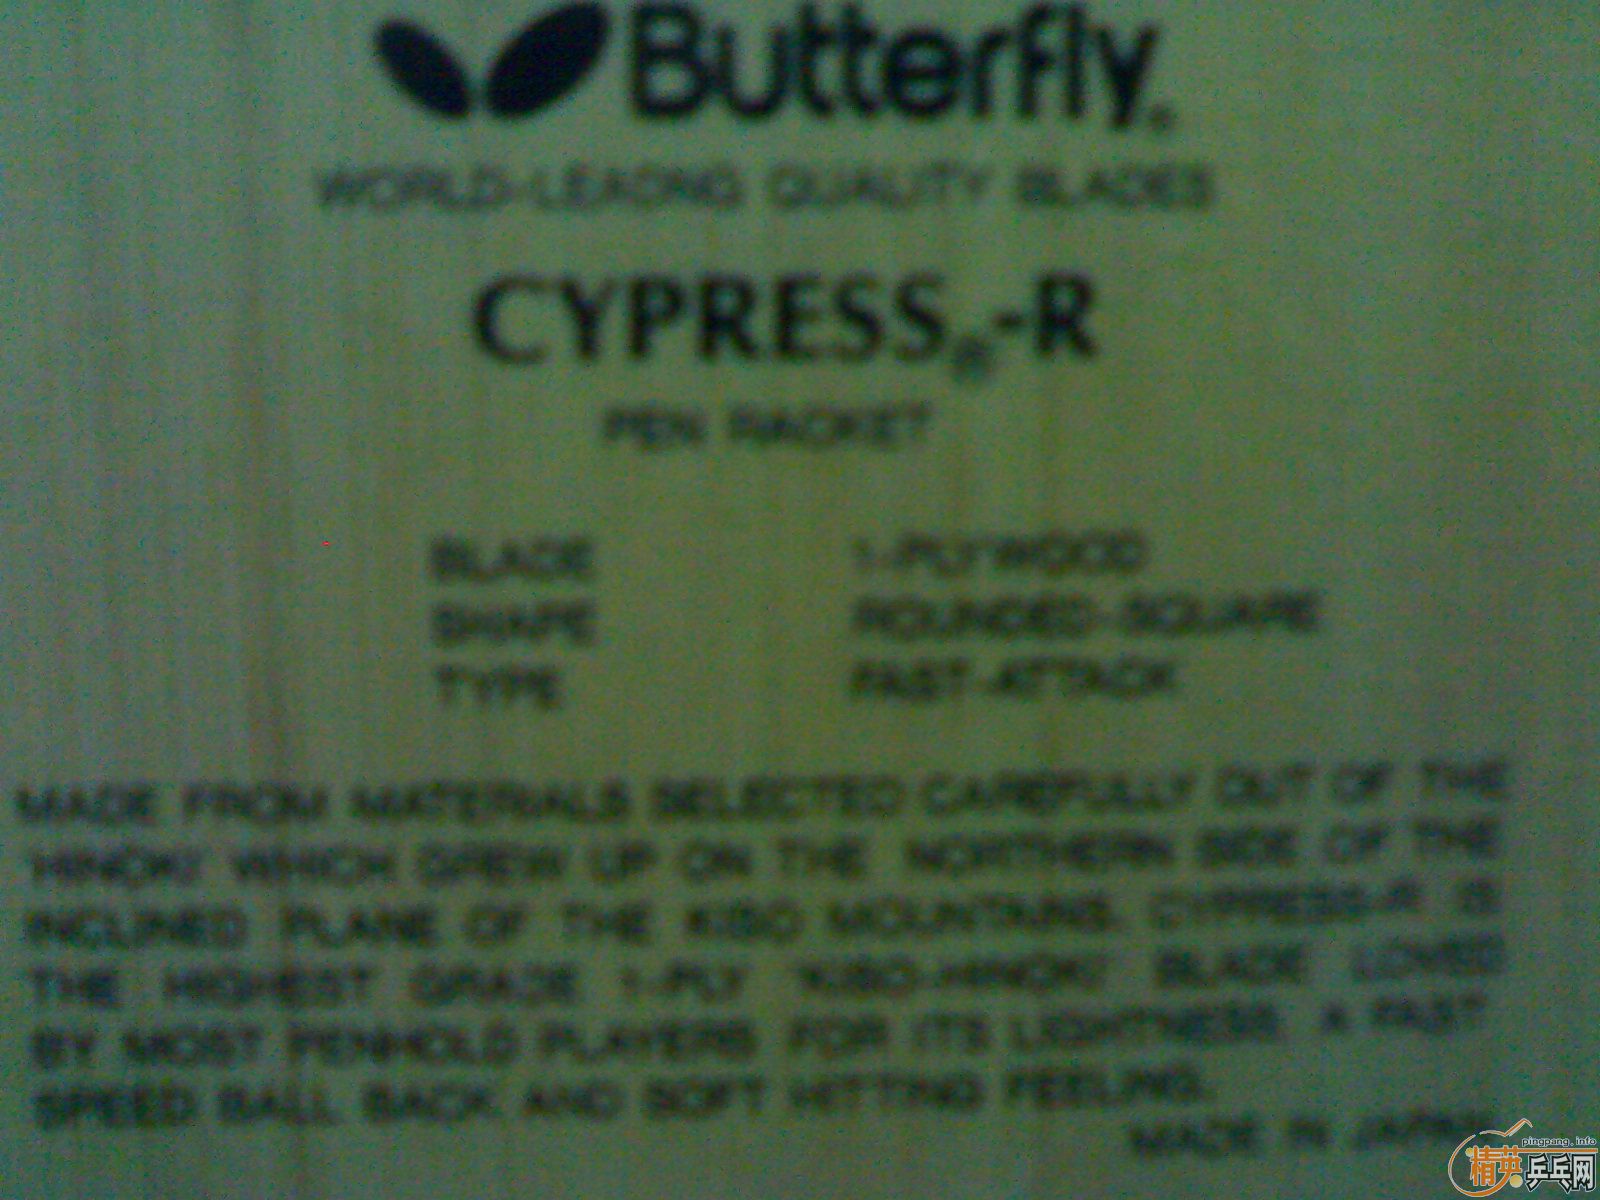 Butterfly®
WORLD-LEADING QUALITY BLADES
CYPRESS®-R
PEN RACKET
BLADE 1-PLYWOOD
SHAPE ROUNDED-SQUARE
TYPE FAST-ATTACK
MADE FROM MATERIALS SELECTED CAREFULLY OUT OF THE
'HINOKI' WHICH GREW UP ON THE NORTHERN SIDE OF THE
INCLINED PLANE OF THE KISO MOUNTAINS. CYPRESS-R IS
THE HIGHEST GRADE 1-PLY 'KISO-HINOKI' BLADE LOVED
BY MOST PENHOLD PLAYERS FOR ITS LIGHTNESS. A FAST
SPEED BALL BACK AND SOFT HITTING FEELING.
MADE IN JAPAN
pingpang.info
精英乒乓网